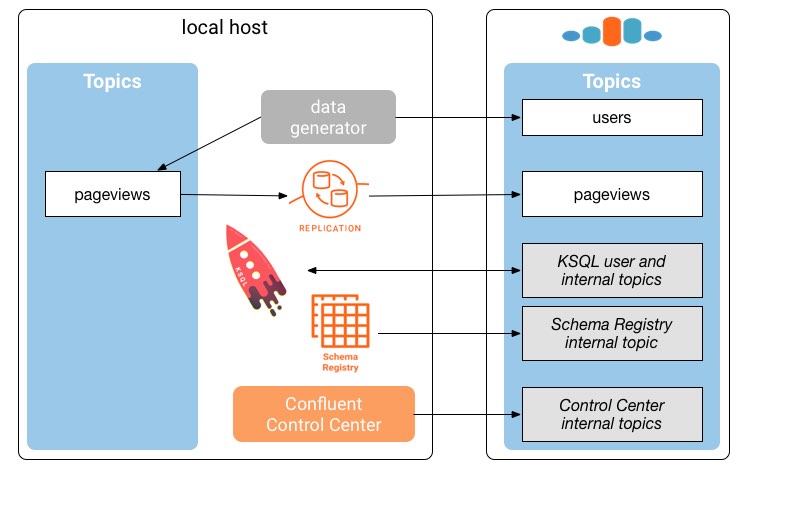 local host
Topics
pageviews
data
generator
REPLICATION
KSQL
Schema
Registry
Confluent
Control Center
Topics
users
pageviews
KSQL user and
internal topics
Schema Registry
internal topic
Control Center
internal topics